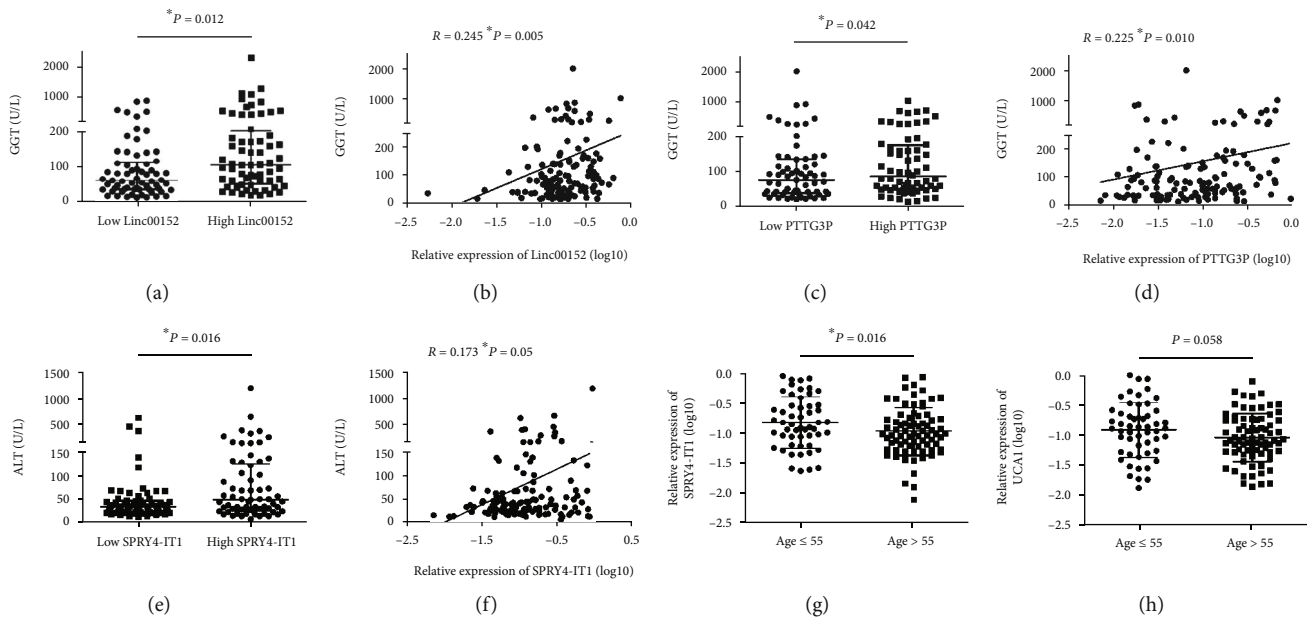 *P = 0.012
GGT (U/L)
2000
1000
200
100
0
Low Linc00152
High Linc00152
(a)
R = 0.245 *P = 0.005
GGT (U/L)
2000
1000
200
100
0
−2.5
−2.0
−1.5
−1.0
−0.5
0.0
Relative expression of Linc00152 (log10)
(b)
*P = 0.042
GGT (U/L)
2000
1000
200
100
0
Low PTTG3P
High PTTG3P
(c)
R = 0.225 *P = 0.010
GGT (U/L)
2000
1000
200
100
0
−2.5
−2.0
−1.5
−1.0
−0.5
0.0
Relative expression of PTTG3P (log10)
(d)
*P = 0.016
ALT (U/L)
1500
1000
500
150
100
50
0
Low SPRY4-IT1
High SPRY4-IT1
(e)
R = 0.173 *P = 0.05
ALT (U/L)
1500
1000
500
150
100
50
0
−2.5
−1.5
−0.5
0.5
Relative expression of SPRY4-IT1 (log10)
(f)
*P = 0.016
Relative expression of
SPRY4-IT1 (log10)
0.0
−0.5
−1.0
−1.5
−2.0
−2.5
Age ≤ 55
Age > 55
(g)
P = 0.058
Relative expression of
UCA1 (log10)
0.0
−0.5
−1.0
−1.5
−2.0
−2.5
Age ≤ 55
Age > 55
(h)